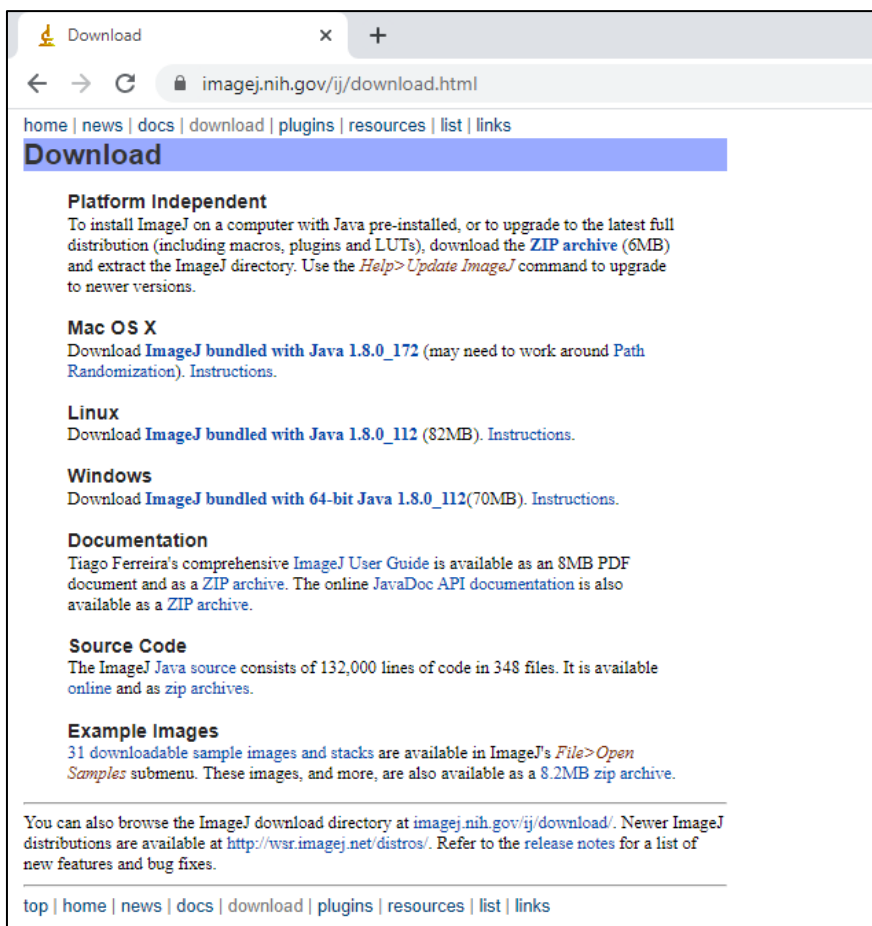 Download
imagej.nih.gov/ij/download.html
home | news | docs | download | plugins | resources | list | links
Download
Platform Independent
To install ImageJ on a computer with Java pre-installed, or to upgrade to the latest full
distribution (including macros, plugins and LUTs), download the ZIP archive (6MB)
and extract the ImageJ directory. Use the Help>Update ImageJ command to upgrade
to newer versions.
Mac OS X
Download ImageJ bundled with Java 1.8.0_172 (may need to work around Path
Randomization). Instructions.
Linux
Download ImageJ bundled with Java 1.8.0_112 (82MB). Instructions.
Windows
Download ImageJ bundled with 64-bit Java 1.8.0_112(70MB). Instructions.
Documentation
Tiago Ferreira's comprehensive ImageJ User Guide is available as an 8MB PDF
document and as a ZIP archive. The online JavaDoc API documentation is also
available as a ZIP archive.
Source Code
The ImageJ Java source consists of 132,000 lines of code in 348 files. It is available
online and as zip archives.
Example Images
31 downloadable sample images and stacks are available in ImageJ's File>Open
Samples submenu. These images, and more, are also available as a 8.2MB zip archive.
You can also browse the ImageJ download directory at imagej.nih.gov/ij/download/. Newer ImageJ
distributions are available at http://wsr.imagej.net/distros/. Refer to the release notes for a list of
new features and bug fixes.
top | home | news | docs | download | plugins | resources | list | links